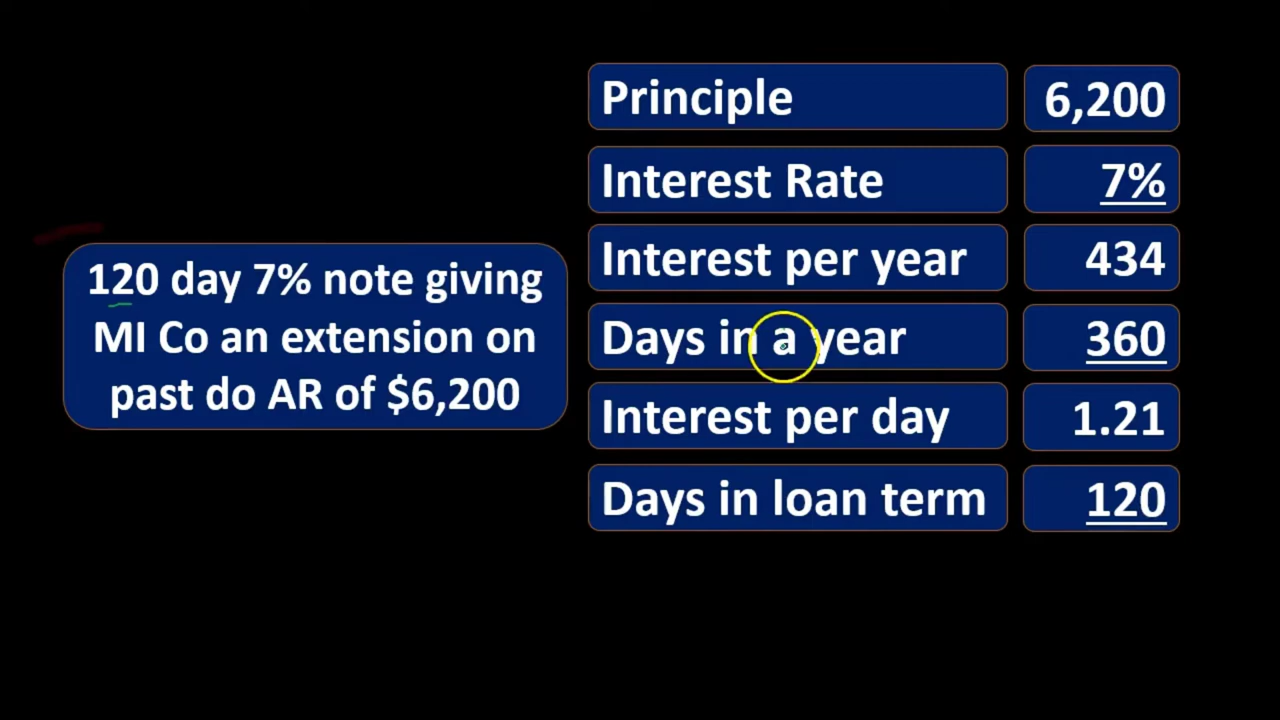 120 day 7% note giving
MI Co an extension on
past do AR of $6,200
Principle 6,200
Interest Rate 7%
Interest per year 434
Days in a year 360
Interest per day 1.21
Days in loan term 120